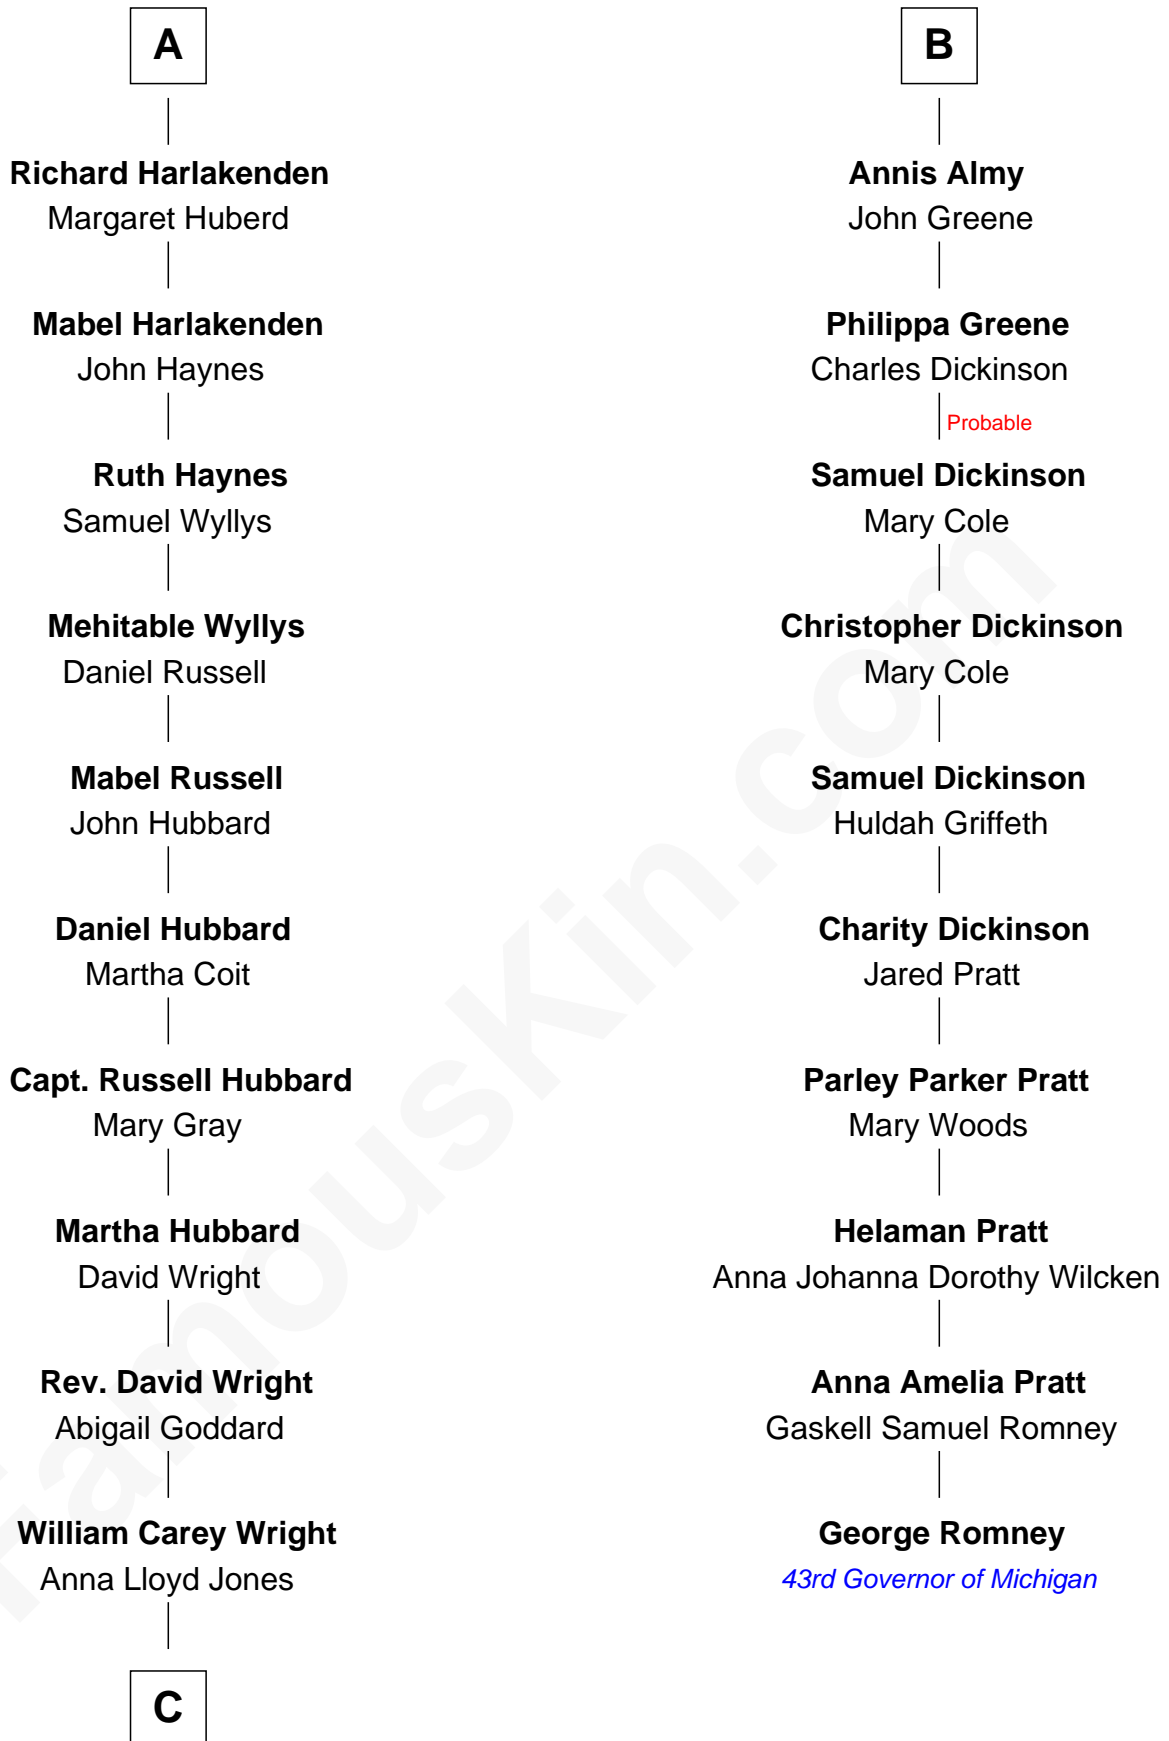 A
Richard Harlakenden
Margaret Huberd
Mabel Harlakenden
John Haynes
Ruth Haynes
Samuel Wyllys
Mehitable Wyllys
Daniel Russell
Mabel Russell
John Hubbard
Daniel Hubbard
Martha Coit
Capt. Russell Hubbard
Mary Gray
Martha Hubbard
David Wright
Rev. David Wright
Abigail Goddard
William Carey Wright
Anna Lloyd Jones
C
B
Annis Almy
John Greene
Philippa Greene
Charles Dickinson
Probable
Samuel Dickinson
Mary Cole
Christopher Dickinson
Mary Cole
Samuel Dickinson
Huldah Griffeth
Charity Dickinson
Jared Pratt
Parley Parker Pratt
Mary Woods
Helaman Pratt
Anna Johanna Dorothy Wilcken
Anna Amelia Pratt
Gaskell Samuel Romney
George Romney
43rd Governor of Michigan
FamousKin.com